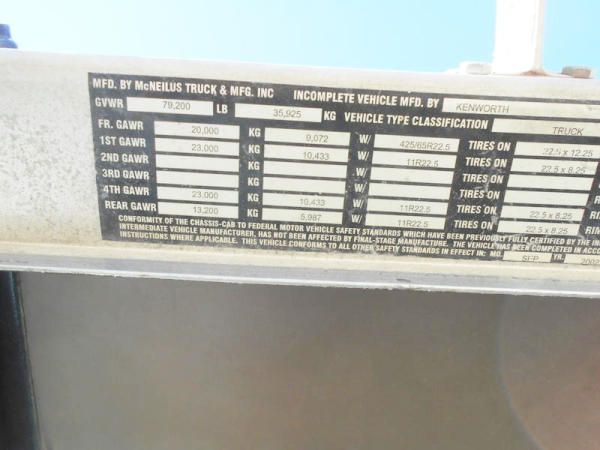 MFD. BY McNEILUS TRUCK & MFG. INC INCOMPLETE VEHICLE MFD. BY KENWORTH
GVWR 79,200 LB 35,925 KG VEHICLE TYPE CLASSIFICATION TRUCK
FR. GAWR 20,000 KG 9,072 W/ 425/65R22.5 TIRES ON 22.5 x 12.25
1ST GAWR 23,000 KG 10,433 W/ 11R22.5 TIRES ON 22.5 x 8.25
2ND GAWR KG W/ TIRES ON
3RD GAWR KG W/ TIRES ON
4TH GAWR 23,000 KG 10,433 W/ 11R22.5 TIRES ON 22.5 x 8.25 RI
REAR GAWR 13,200 KG 5,987 W/ 11R22.5 TIRES ON 22.5 x 8.25 RIM
CONFORMITY OF THE CHASSIS-CAB TO FEDERAL MOTOR VEHICLE SAFETY STANDARDS WHICH HAVE BEEN PREVIOUSLY FULLY CERTIFIED BY THE IN
INTERMEDIATE VEHICLE MANUFACTURER, HAS NOT BEEN AFFECTED BY FINAL-STAGE MANUFACTURE. THE VEHICLE HAS BEEN COMPLETED IN ACCO
INSTRUCTIONS WHERE APPLICABLE. THIS VEHICLE CONFORMS TO ALL OTHER SAFETY STANDARDS IN EFFECT IN: MO. SEP YR. 2002